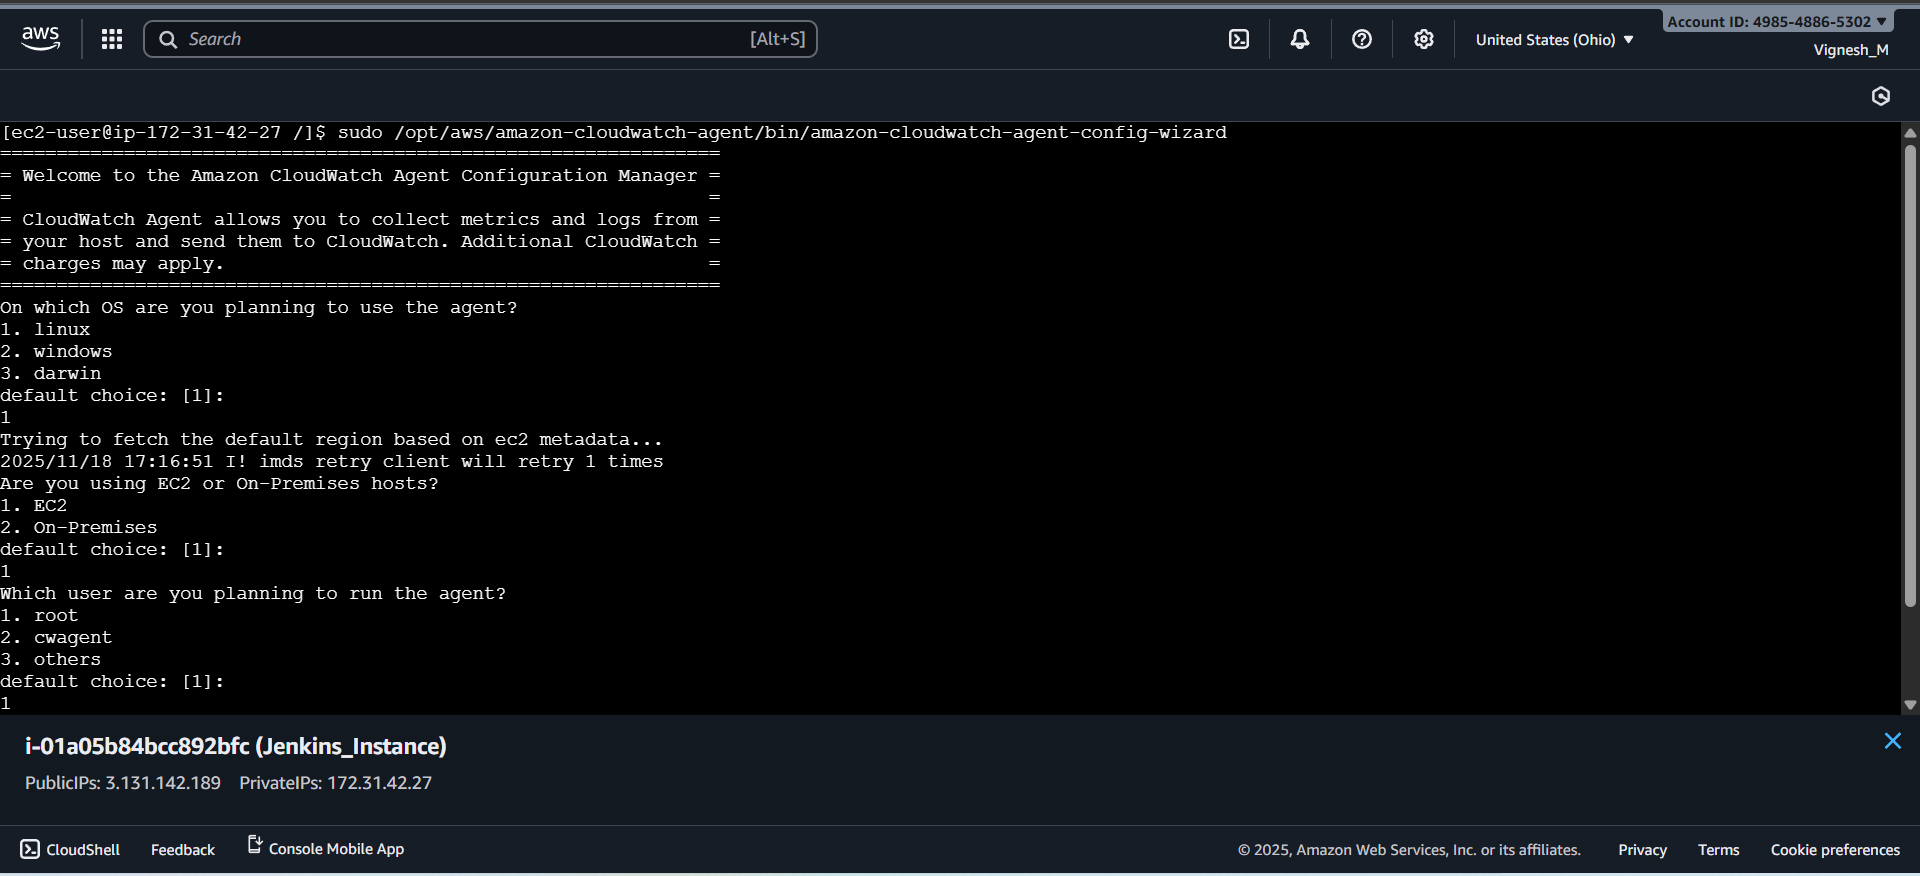 aws
Search
[Alt+S]
United States (Ohio)
Account ID: 4985-4886-5302
Vignesh_M
[ec2-user@ip-172-31-42-27 /]$ sudo /opt/aws/amazon-cloudwatch-agent/bin/amazon-cloudwatch-agent-config-wizard
================================================================
= Welcome to the Amazon CloudWatch Agent Configuration Manager =
=                                                              =
= CloudWatch Agent allows you to collect metrics and logs from =
= your host and send them to CloudWatch. Additional CloudWatch =
= charges may apply.                                           =
================================================================
On which OS are you planning to use the agent?
1. linux
2. windows
3. darwin
default choice: [1]:
1
Trying to fetch the default region based on ec2 metadata...
2025/11/18 17:16:51 I! imds retry client will retry 1 times
Are you using EC2 or On-Premises hosts?
1. EC2
2. On-Premises
default choice: [1]:
1
Which user are you planning to run the agent?
1. root
2. cwagent
3. others
default choice: [1]:
1
i-01a05b84bcc892bfc (Jenkins_Instance)
PublicIPs: 3.131.142.189 PrivateIPs: 172.31.42.27
CloudShell Feedback Console Mobile App © 2025, Amazon Web Services, Inc. or its affiliates. Privacy Terms Cookie preferences